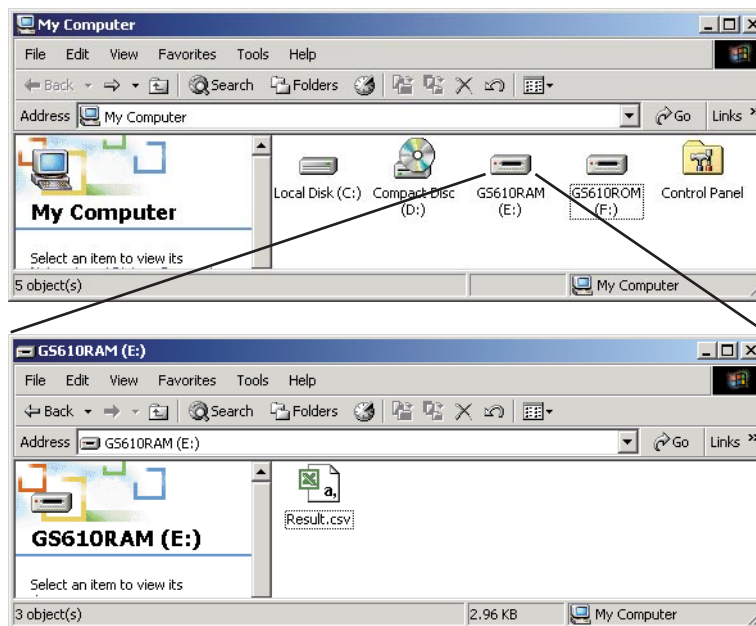 My Computer
File Edit View Favorites Tools Help
Back Search Folders
Address My Computer Go Links »
Local Disk (C:) Compact Disc (D:) GS610RAM (E:) GS610ROM (F:) Control Panel
My Computer
Select an item to view its
5 object(s) My Computer
GS610RAM (E:)
File Edit View Favorites Tools Help
Back Search Folders
Address GS610RAM (E:) Go Links »
a,
Result.csv
GS610RAM (E:)
Select an item to view its
3 object(s) 2.96 KB My Computer